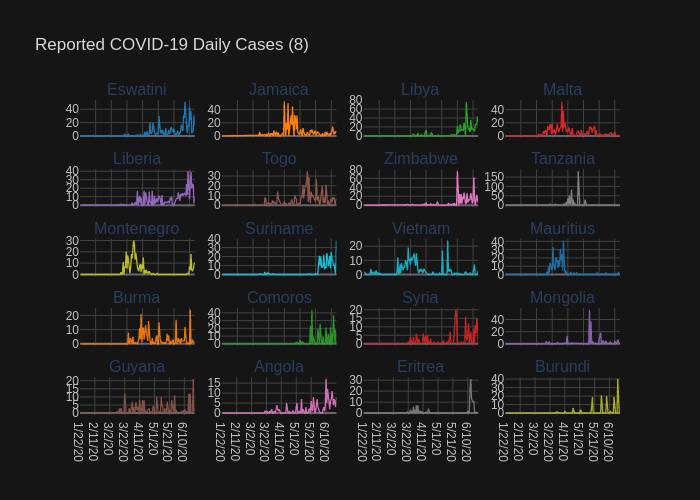 Reported COVID-19 Daily Cases (8)
Eswatini Jamaica Libya Malta
40 20 0
40 20 0
80 60 40 20 0
40 20 0
Liberia Togo Zimbabwe Tanzania
40 30 20 10 0
30 20 10 0
80 60 40 20 0
150 100 50 0
Montenegro Suriname Vietnam Mauritius
30 20 10 0
40 30 20 10 0
20 10 0
40 30 20 10 0
Burma Comoros Syria Mongolia
20 10 0
40 30 20 10 0
20 15 10 5 0
40 20 0
Guyana Angola Eritrea Burundi
20 15 10 5 0
15 10 5 0
30 20 10 0
40 30 20 10 0
1/22/20 2/11/20 3/2/20 3/22/20 4/11/20 5/1/20 5/21/20 6/10/20
1/22/20 2/11/20 3/2/20 3/22/20 4/11/20 5/1/20 5/21/20 6/10/20
1/22/20 2/11/20 3/2/20 3/22/20 4/11/20 5/1/20 5/21/20 6/10/20
1/22/20 2/11/20 3/2/20 3/22/20 4/11/20 5/1/20 5/21/20 6/10/20